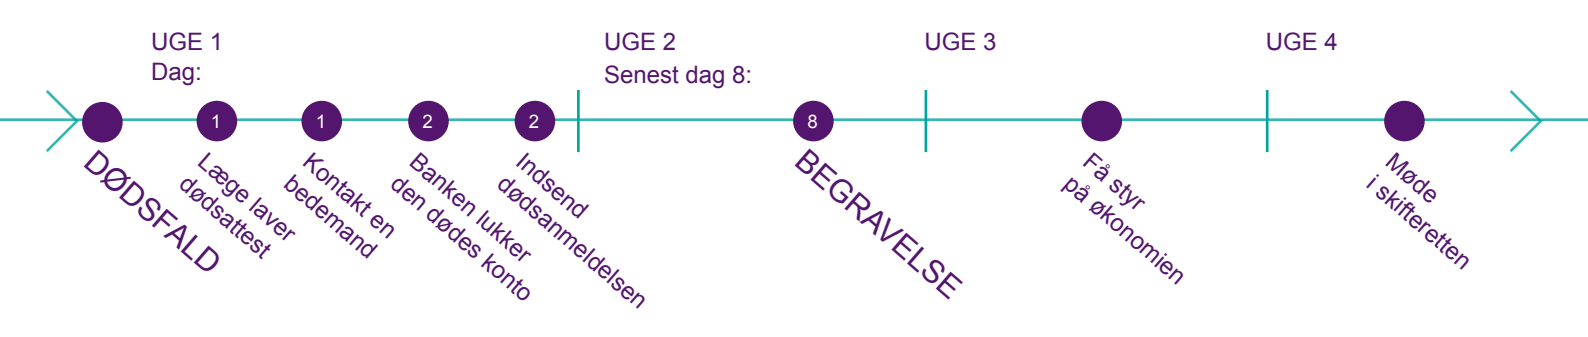 UGE 1
Dag:
UGE 2
Senest dag 8:
UGE 3
UGE 4
1
1
2
2
8
DØDSFALD
Læge laver
dødsattest
Kontakt en
bedemand
Banken lukker
den dødes konto
Indsend
dødsanmeldelsen
BEGRAVELSE
Få styr
på økonomien
Møde
i skifteretten